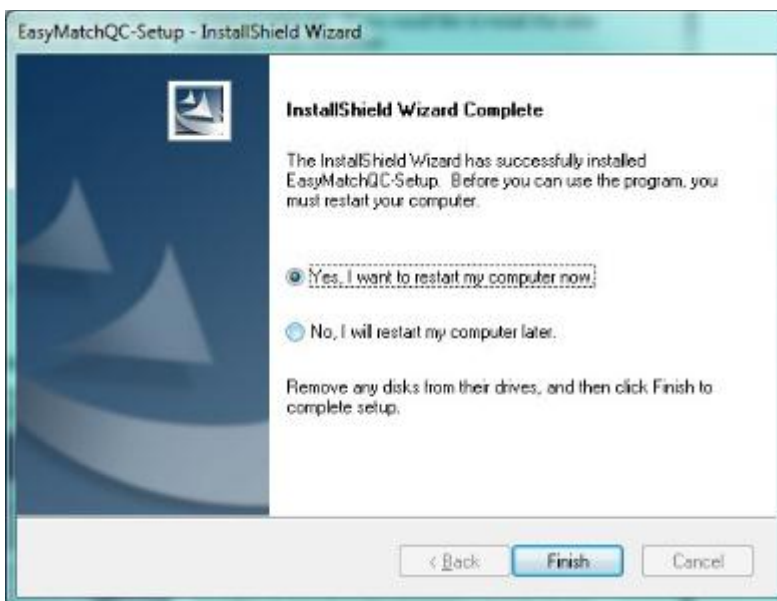 EasyMatchQC-Setup - InstallShield Wizard
InstallShield Wizard Complete
The InstallShield Wizard has successfully installed
EasyMatchQC-Setup. Before you can use the program, you
must restart your computer.
Yes, I want to restart my computer now.
No, I will restart my computer later.
Remove any disks from their drives, and then click Finish to
complete setup.
< Back
Finish
Cancel